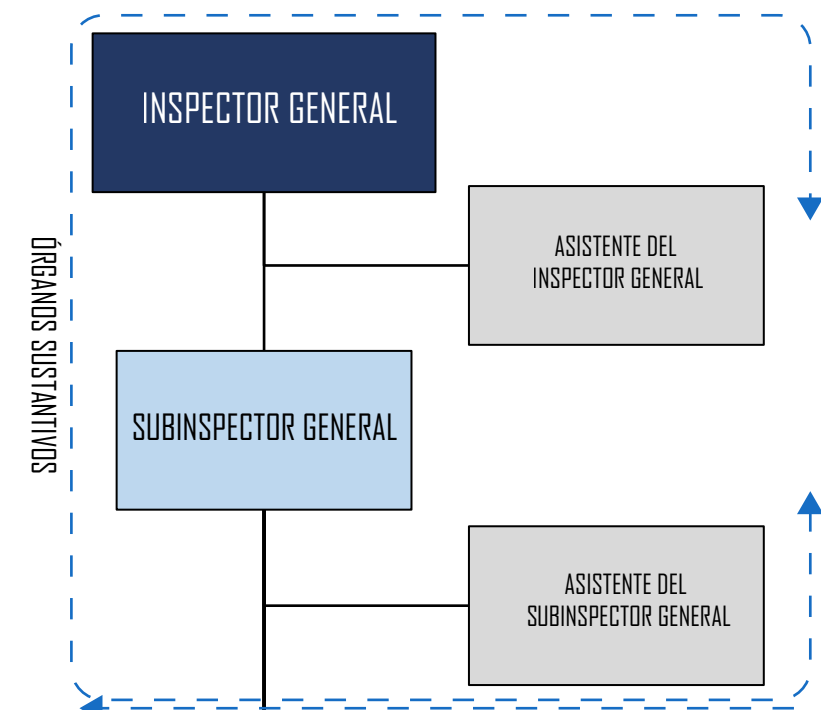 INSPECTOR GENERAL
ASISTENTE DEL
INSPECTOR GENERAL
ÓRGANOS SUSTANTIVOS
SUBINSPECTOR GENERAL
ASISTENTE DEL
SUBINSPECTOR GENERAL